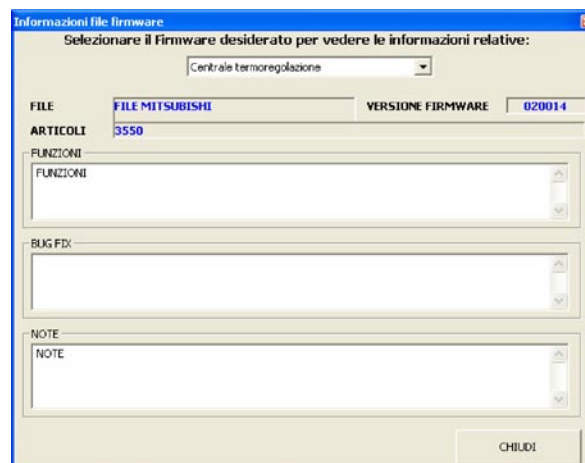 Informazioni file firmware
Selezionare il Firmware desiderato per vedere le informazioni relative:
Centrale termoregolazione
FILE FILE MITSUBISHI VERSIONE FIRMWARE 020014
ARTICOLI 3550
FUNZIONI
FUNZIONI
BUG FIX
NOTE
NOTE
CHIUDI